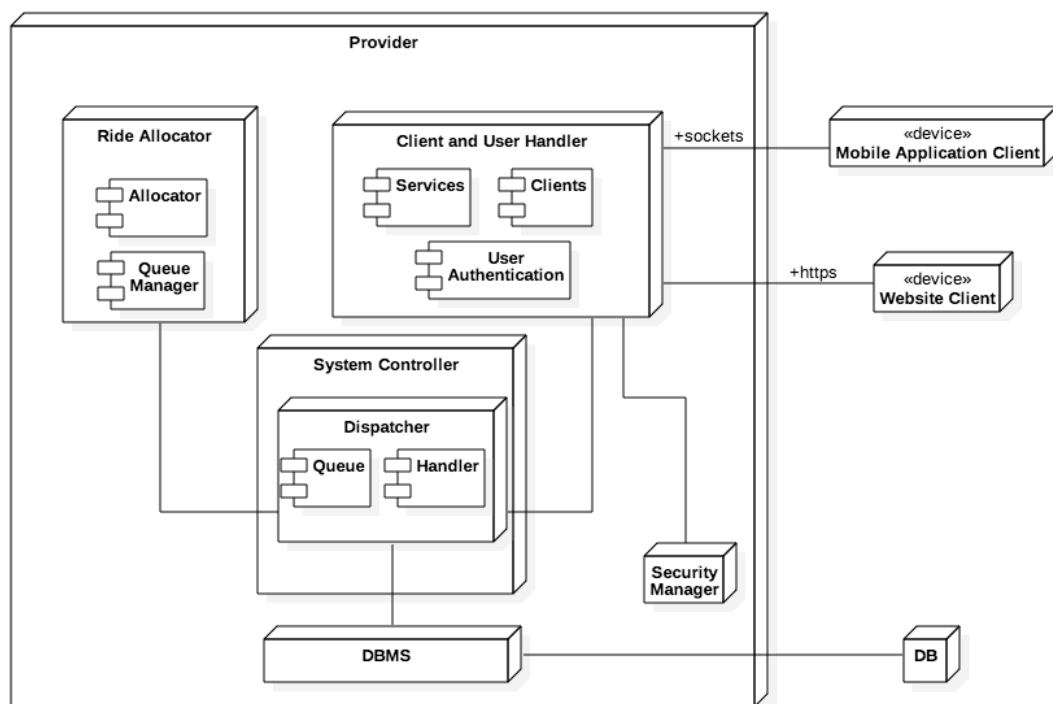 Provider
Ride Allocator
Allocator
Queue
Manager
Client and User Handler
Services
Clients
User
Authentication
+sockets
«device»
Mobile Application Client
+https
«device»
Website Client
System Controller
Dispatcher
Queue
Handler
Security
Manager
DBMS
DB